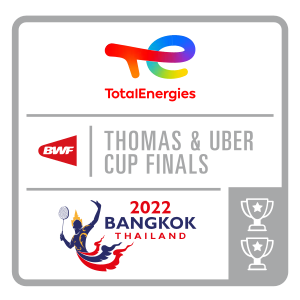 TotalEnergies
BWF
THOMAS & UBER
CUP FINALS
2022
BANGKOK
THAILAND